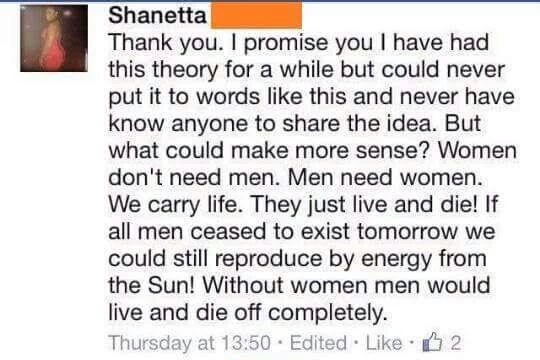 Shanetta
Thank you. I promise you I have had
this theory for a while but could never
put it to words like this and never have
know anyone to share the idea. But
what could make more sense? Women
don't need men. Men need women.
We carry life. They just live and die! If
all men ceased to exist tomorrow we
could still reproduce by energy from
the Sun! Without women men would
live and die off completely.
Thursday at 13:50 · Edited · Like · 2